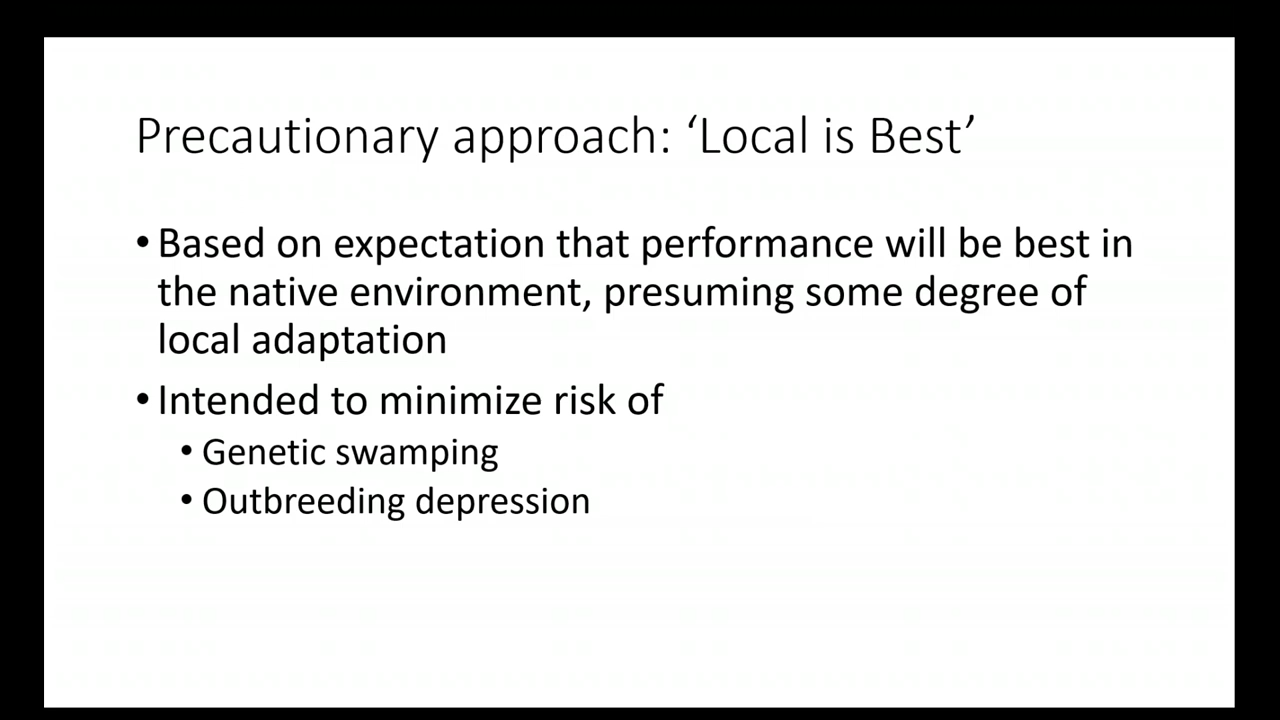 Precautionary approach: ‘Local is Best’
• Based on expectation that performance will be best in
the native environment, presuming some degree of
local adaptation
• Intended to minimize risk of
• Genetic swamping
• Outbreeding depression